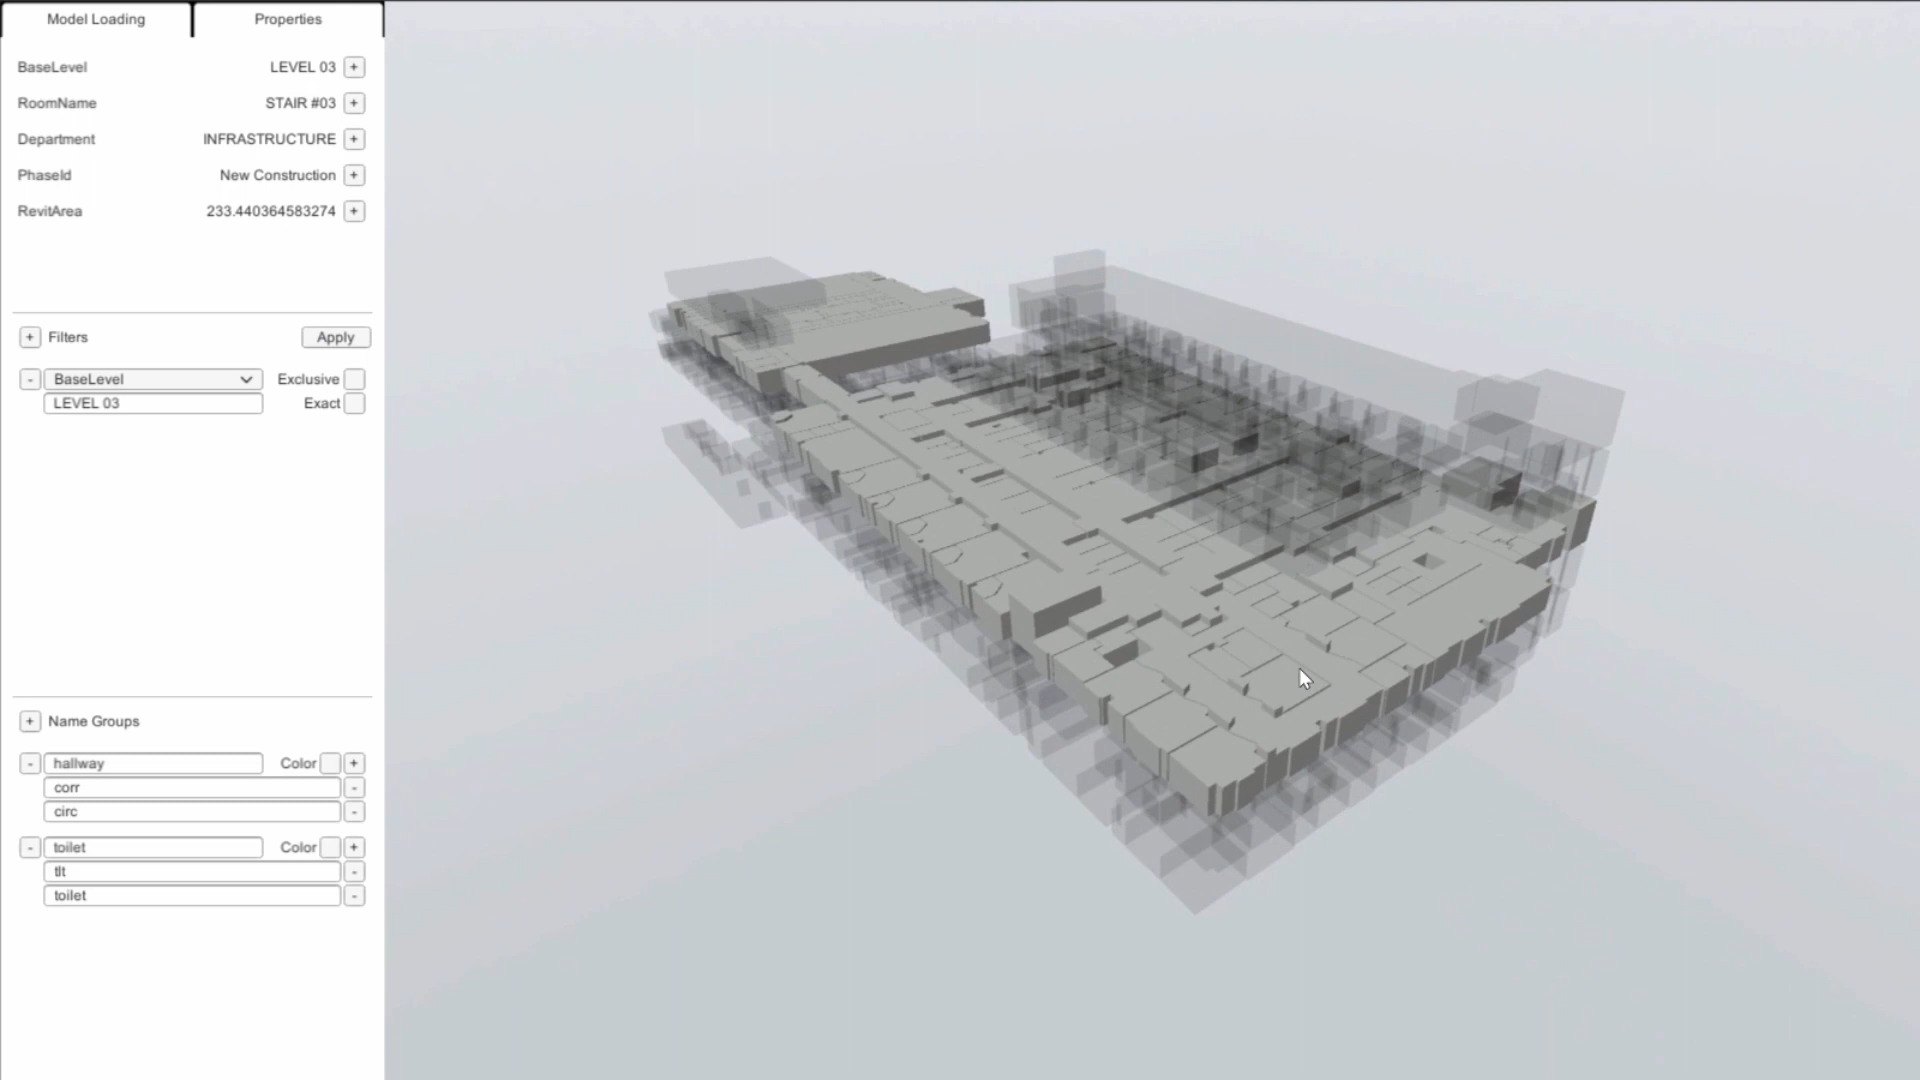 Model Loading Properties
BaseLevel LEVEL 03 +
RoomName STAIR #03 +
Department INFRASTRUCTURE +
PhaseId New Construction +
RevitArea 233.440364583274 +
+ Filters Apply
- BaseLevel Exclusive
LEVEL 03 Exact
+ Name Groups
- hallway Color +
corr -
circ -
- toilet Color +
tlt -
toilet -